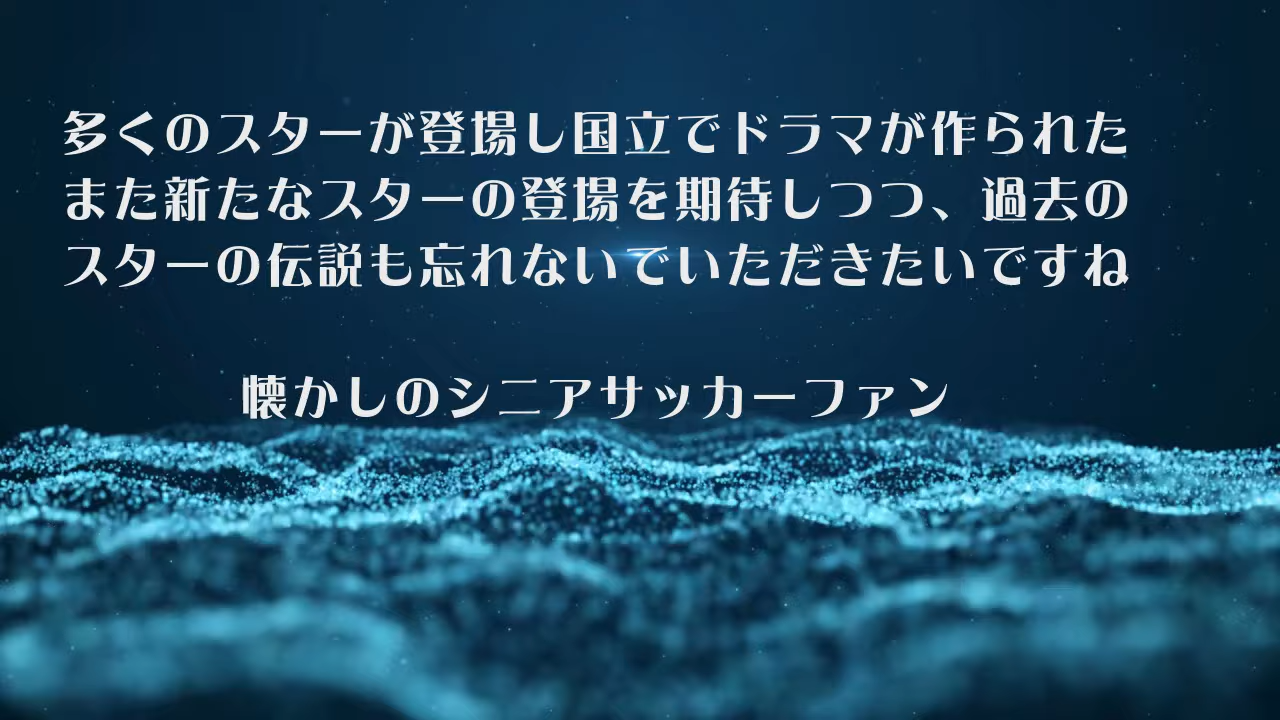 多くのスターが登場し国立でドラマが作られた
また新たなスターの登場を期待しつつ、過去の
スターの伝説も忘れないでいただきたいですね
懐かしのシニアサッカーファン